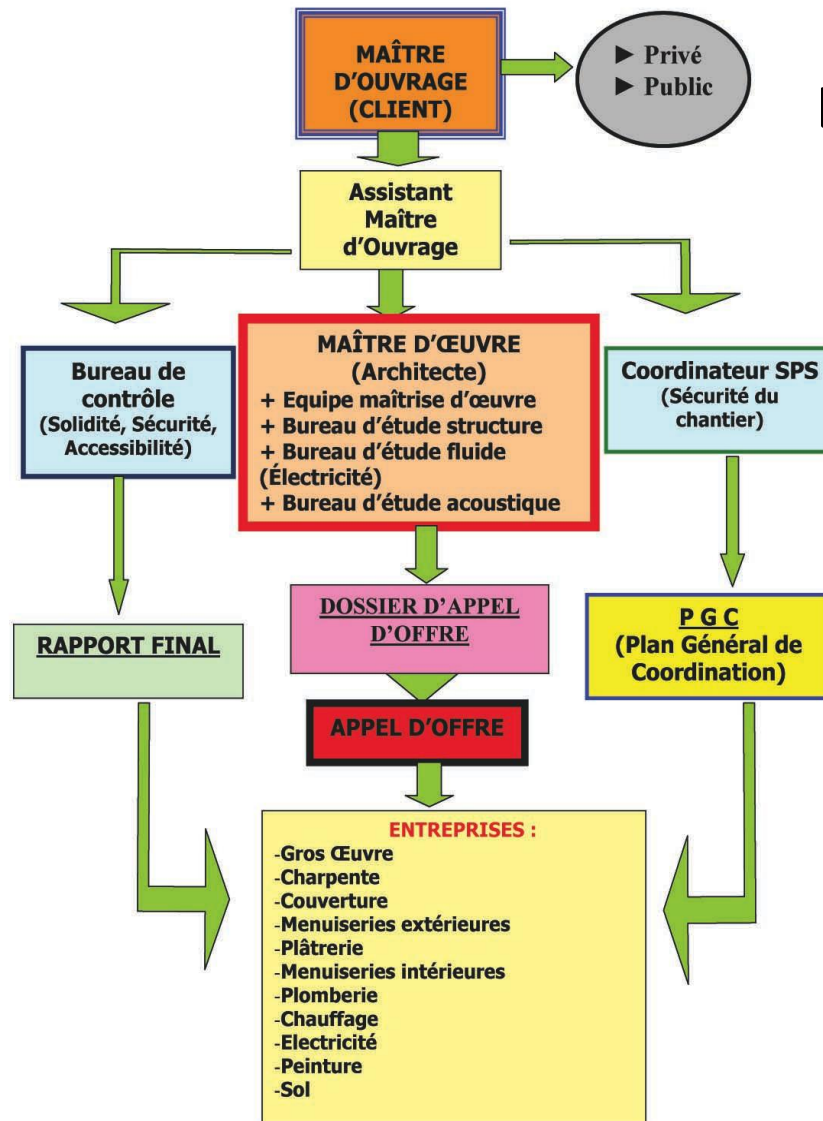 MAÎTRE
D'OUVRAGE
(CLIENT)
► Privé
► Public
Assistant
Maître
d'Ouvrage
Bureau de
contrôle
(Solidité, Sécurité,
Accessibilité)
MAÎTRE D'ŒUVRE
(Architecte)
+ Equipe maîtrise d'œuvre
+ Bureau d'étude structure
+ Bureau d'étude fluide
(Électricité)
+ Bureau d'étude acoustique
Coordinateur SPS
(Sécurité du
chantier)
RAPPORT FINAL
DOSSIER D'APPEL
D'OFFRE
P G C
(Plan Général de
Coordination)
APPEL D'OFFRE
ENTREPRISES :
-Gros Œuvre
-Charpente
-Couverture
-Menuiseries extérieures
-Plâtrerie
-Menuiseries intérieures
-Plomberie
-Chauffage
-Electricité
-Peinture
-Sol